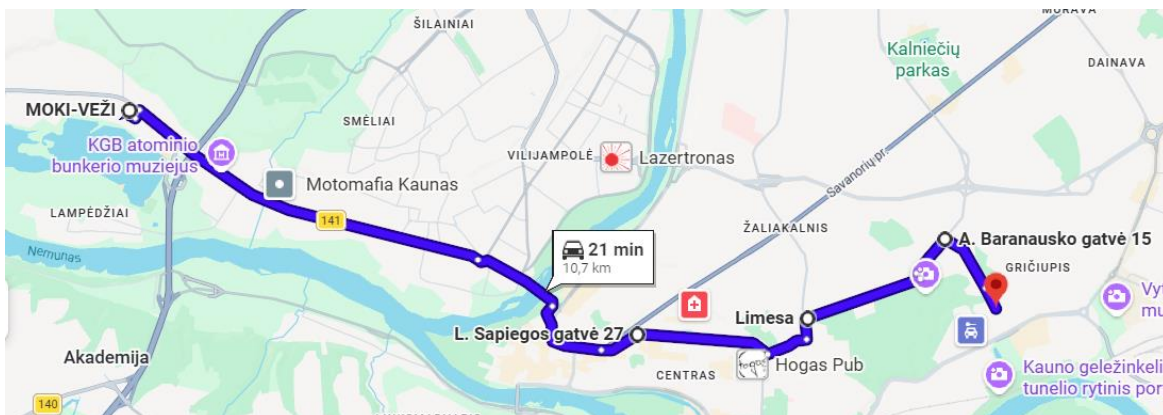 ŠILAINIAI
MURAVA
Kalniečių
parkas
DAINAVA
MOKI-VEŽI
SMĖLIAI
KGB atominio
bunkerio muziejus
VILIJAMPOLĖ
Lazertronas
Savanorių pr.
Motomafia Kaunas
LAMPĖDŽIAI
141
ŽALIAKALNIS
21 min
10,7 km
A. Baranausko gatvė 15
GRIČIUPIS
Nemunas
Limesa
L. Sapiegos gatvė 27
Akademija
Hogas Pub
CENTRAS
Kauno geležinkeli
tunelio rytinis por
140